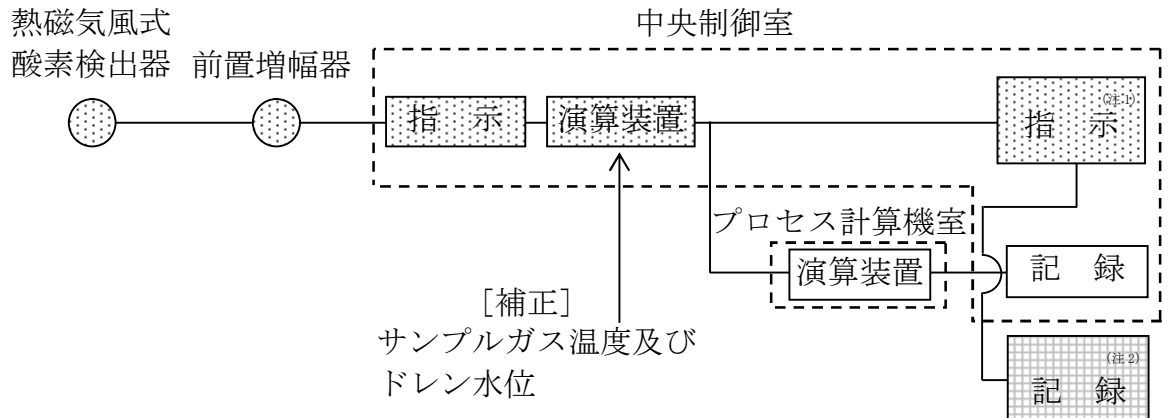 熱磁気風式
酸素検出器
前置増幅器
中央制御室
指 示
演算装置
(注1)
指 示
プロセス計算機室
演算装置
記 録
[補正]
サンプルガス温度及び
ドレン水位
(注2)
記 録